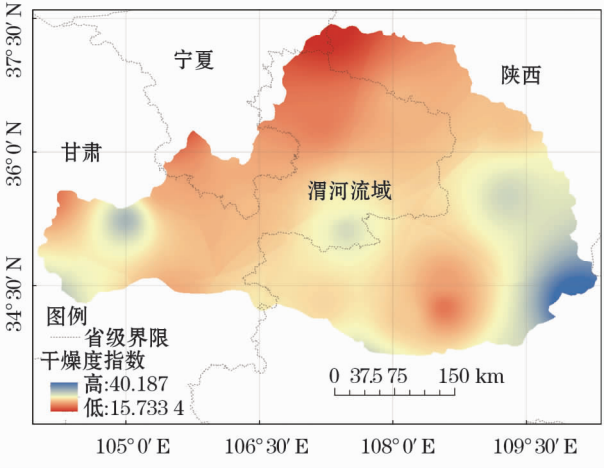 37°30′ N
宁夏
陕西
甘肃
36°0′ N
渭河流域
34°30′ N
图例
省级界限
干燥度指数
高:40.187
低:15.733 4
0 37.5 75 150 km
105°0′ E 106°30′ E 108°0′ E 109°30′ E